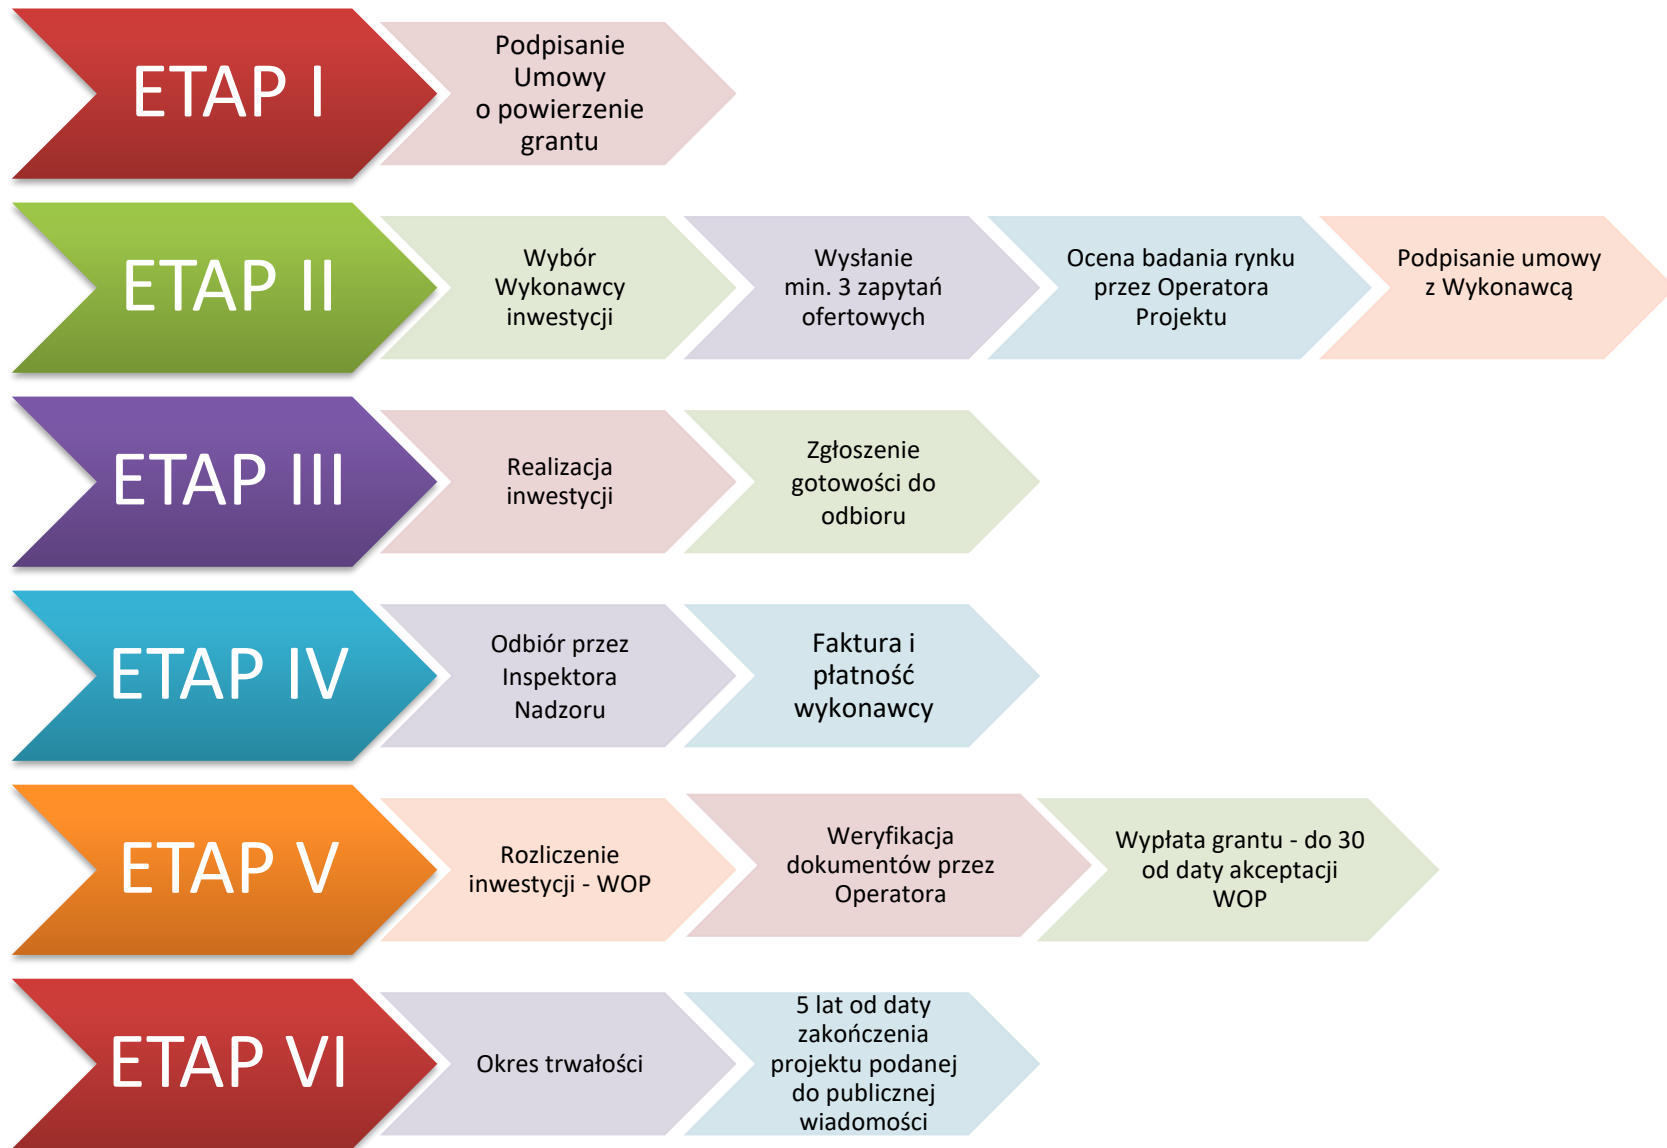 ETAP I
Podpisanie
Umowy
o powierzenie
grantu
ETAP II
Wybór
Wykonawcy
inwestycji
Wysłanie
min. 3 zapytań
ofertowych
Ocena badania rynku
przez Operatora
Projektu
Podpisanie umowy
z Wykonawcą
ETAP III
Realizacja
inwestycji
Zgłoszenie
gotowości do
odbioru
ETAP IV
Odbiór przez
Inspektora
Nadzoru
Faktura i
płatność
wykonawcy
ETAP V
Rozliczenie
inwestycji - WOP
Weryfikacja
dokumentów przez
Operatora
Wypłata grantu - do 30
od daty akceptacji
WOP
ETAP VI
Okres trwałości
5 lat od daty
zakończenia
projektu podanej
do publicznej
wiadomości